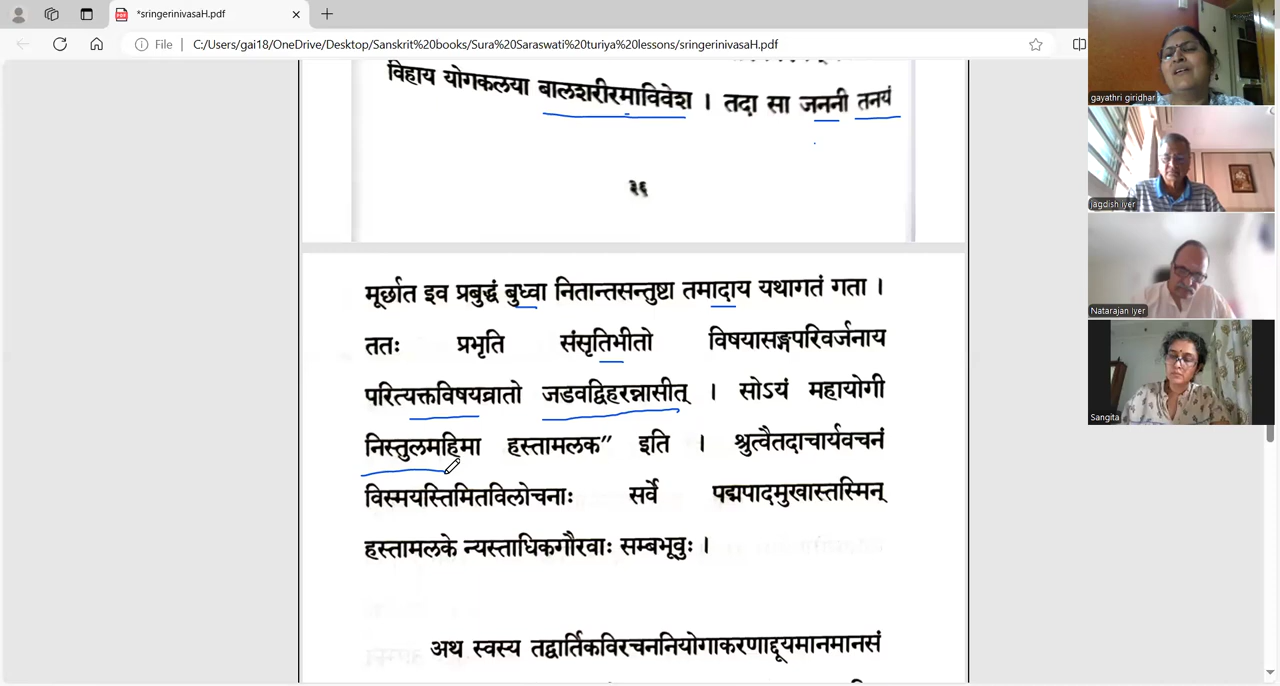 *sringerinivasaH.pdf
File | C:/Users/gai18/OneDrive/Desktop/Sanskrit%20books/Sura%20Saraswati%20turiya%20lessons/sringerinivasaH.pdf
विहाय योगकलया बालशरीरमाविवेश । तदा सा जननी तनयं
३६
मूर्छात इव प्रबुद्धं बुध्वा नितान्तसन्तुष्टा तमादाय यथागतं गता ।
ततः प्रभृति संसृतिभीतो विषयासङ्गपरिवर्जनाय
परित्यक्तविषयव्रातो जडवद्विहरन्नासीत् । सोऽयं महायोगी
निस्तुलमहिमा हस्तामलक” इति । श्रुत्वैतदाचार्यवचनं
विस्मयस्तिमितविलोचनाः सर्वे पद्मपादमुखास्तस्मिन्
हस्तामलके न्यस्ताधिकगौरवाः सम्बभूवुः ।
अथ स्वस्य तद्वार्तिकविरचननियोगाकरणाद्दूयमानमानसं
gayathri giridhar
jagdish iyer
Natarajan Iyer
Sangita